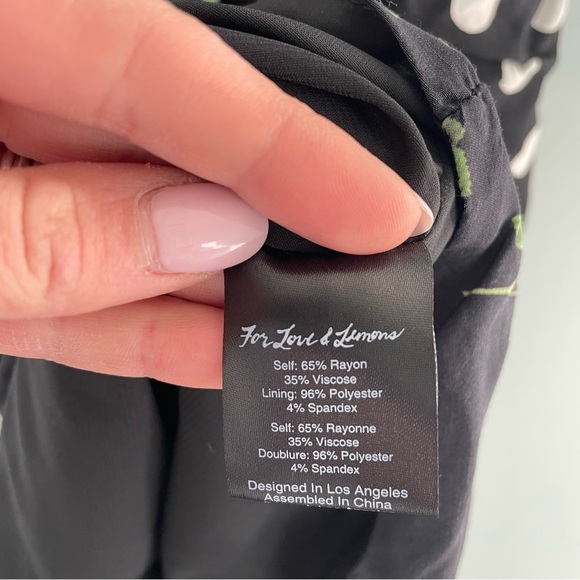 For Love & Lemons
Self: 65% Rayon
35% Viscose
Lining: 96% Polyester
4% Spandex
Self: 65% Rayonne
35% Viscose
Doublure: 96% Polyester
4% Spandex
Designed In Los Angeles
Assembled In China